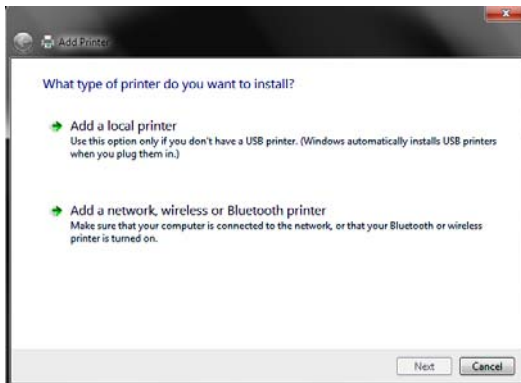 Add Printer
What type of printer do you want to install?
Add a local printer
Use this option only if you don't have a USB printer. (Windows automatically installs USB printers
when you plug them in.)
Add a network, wireless or Bluetooth printer
Make sure that your computer is connected to the network, or that your Bluetooth or wireless
printer is turned on.
Next Cancel